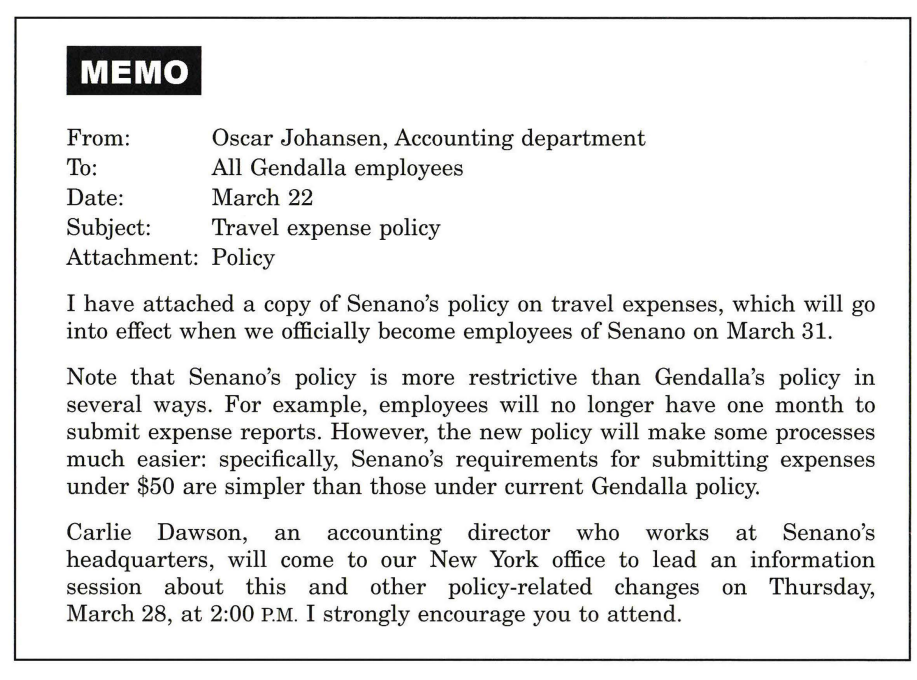 MEMO
From: Oscar Johansen, Accounting department
To: All Gendalla employees
Date: March 22
Subject: Travel expense policy
Attachment: Policy
I have attached a copy of Senano's policy on travel expenses, which will go
into effect when we officially become employees of Senano on March 31.
Note that Senano's policy is more restrictive than Gendalla's policy in
several ways. For example, employees will no longer have one month to
submit expense reports. However, the new policy will make some processes
much easier: specifically, Senano's requirements for submitting expenses
under $50 are simpler than those under current Gendalla policy.
Carlie Dawson, an accounting director who works at Senano's
headquarters, will come to our New York office to lead an information
session about this and other policy-related changes on Thursday,
March 28, at 2:00 P.M. I strongly encourage you to attend.